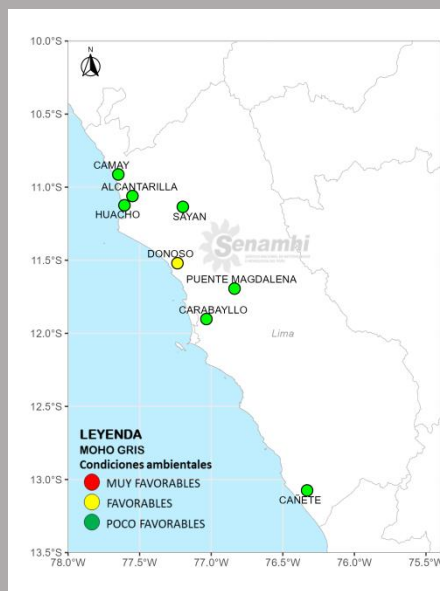 10.0°S
N
10.5°S
CAMAY
11.0°S
ALCANTARILLA
HUACHO
SAYAN
Senamhi
DONOSO
11.5°S
PUENTE MAGDALENA
CARABAYLLO
12.0°S
Lima
12.5°S
LEYENDA
MOHO GRIS
Condiciones ambientales
MUY FAVORABLES
FAVORABLES
POCO FAVORABLES
13.0°S
CAÑETE
13.5°S
78.0°W 77.5°W 77.0°W 76.5°W 76.0°W 75.5°W